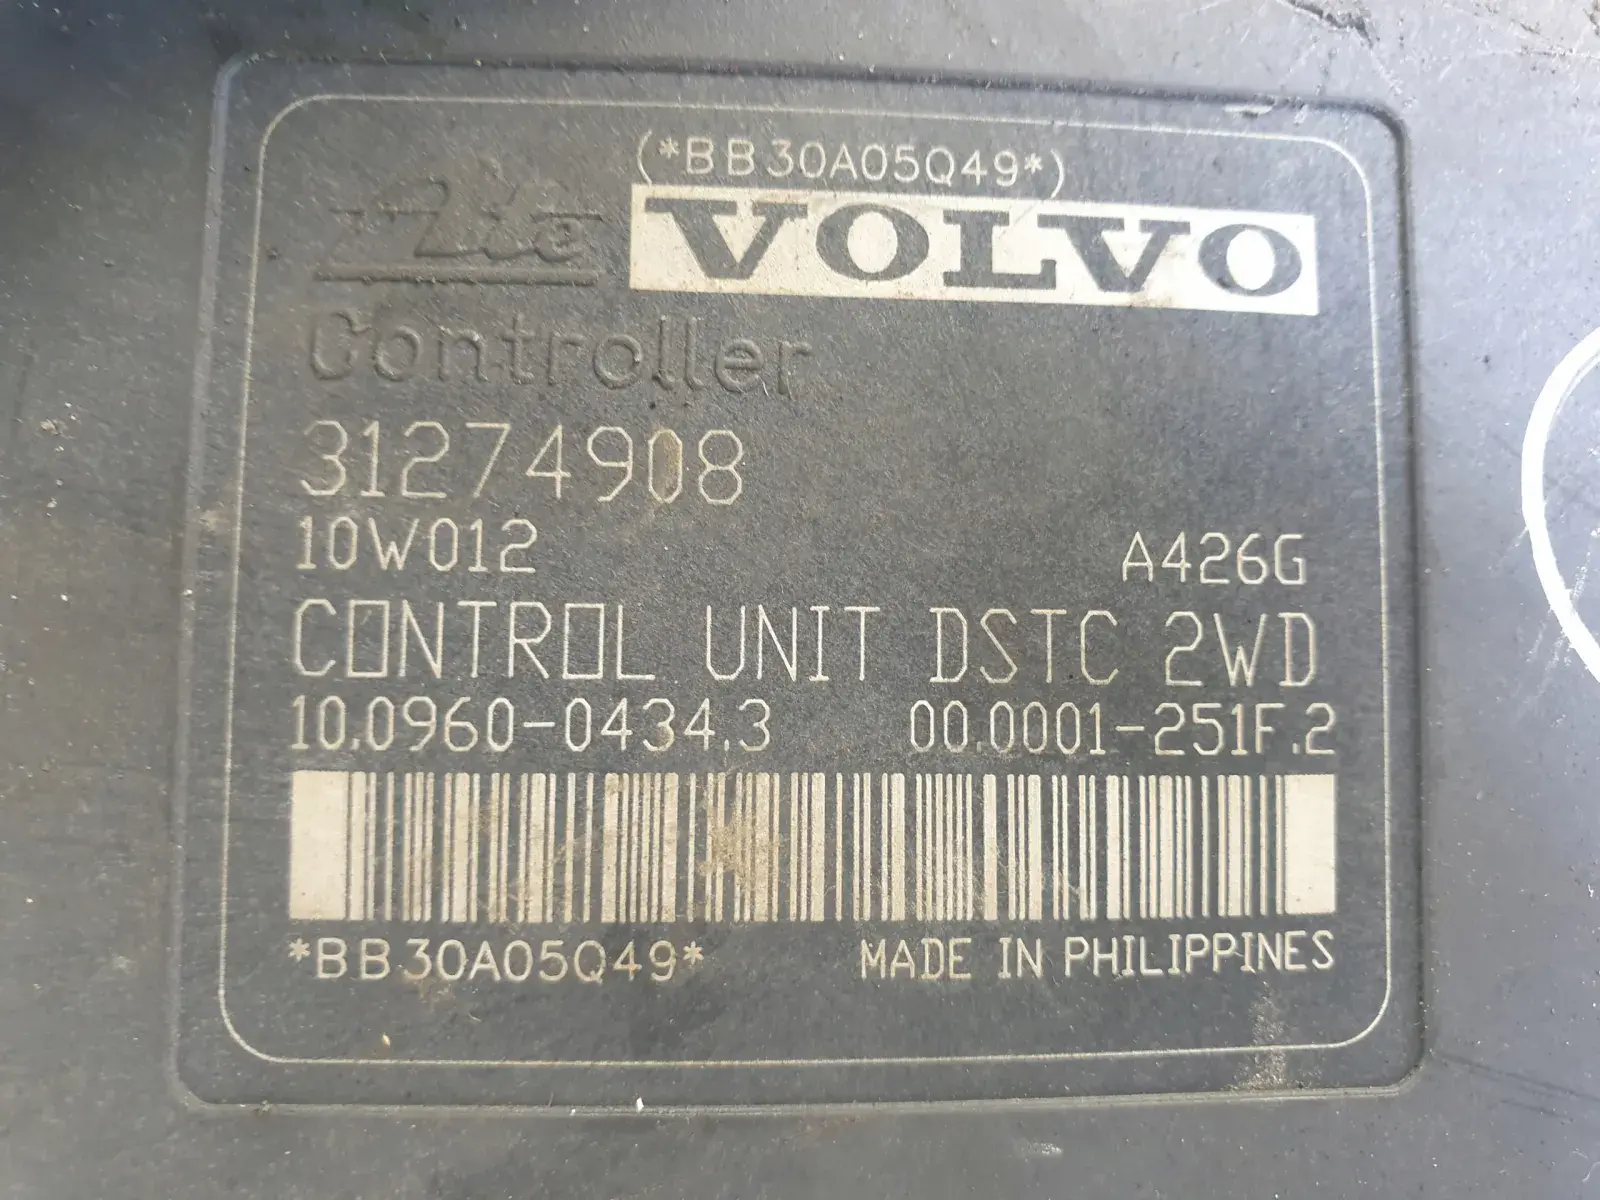 (*BB30A05Q49*)
Ate VOLVO
Controller
31274908
10W012 A426G
CONTROL UNIT DSTC 2WD
10.0960-0434.3 00.0001-251F.2
*BB30A05Q49* MADE IN PHILIPPINES